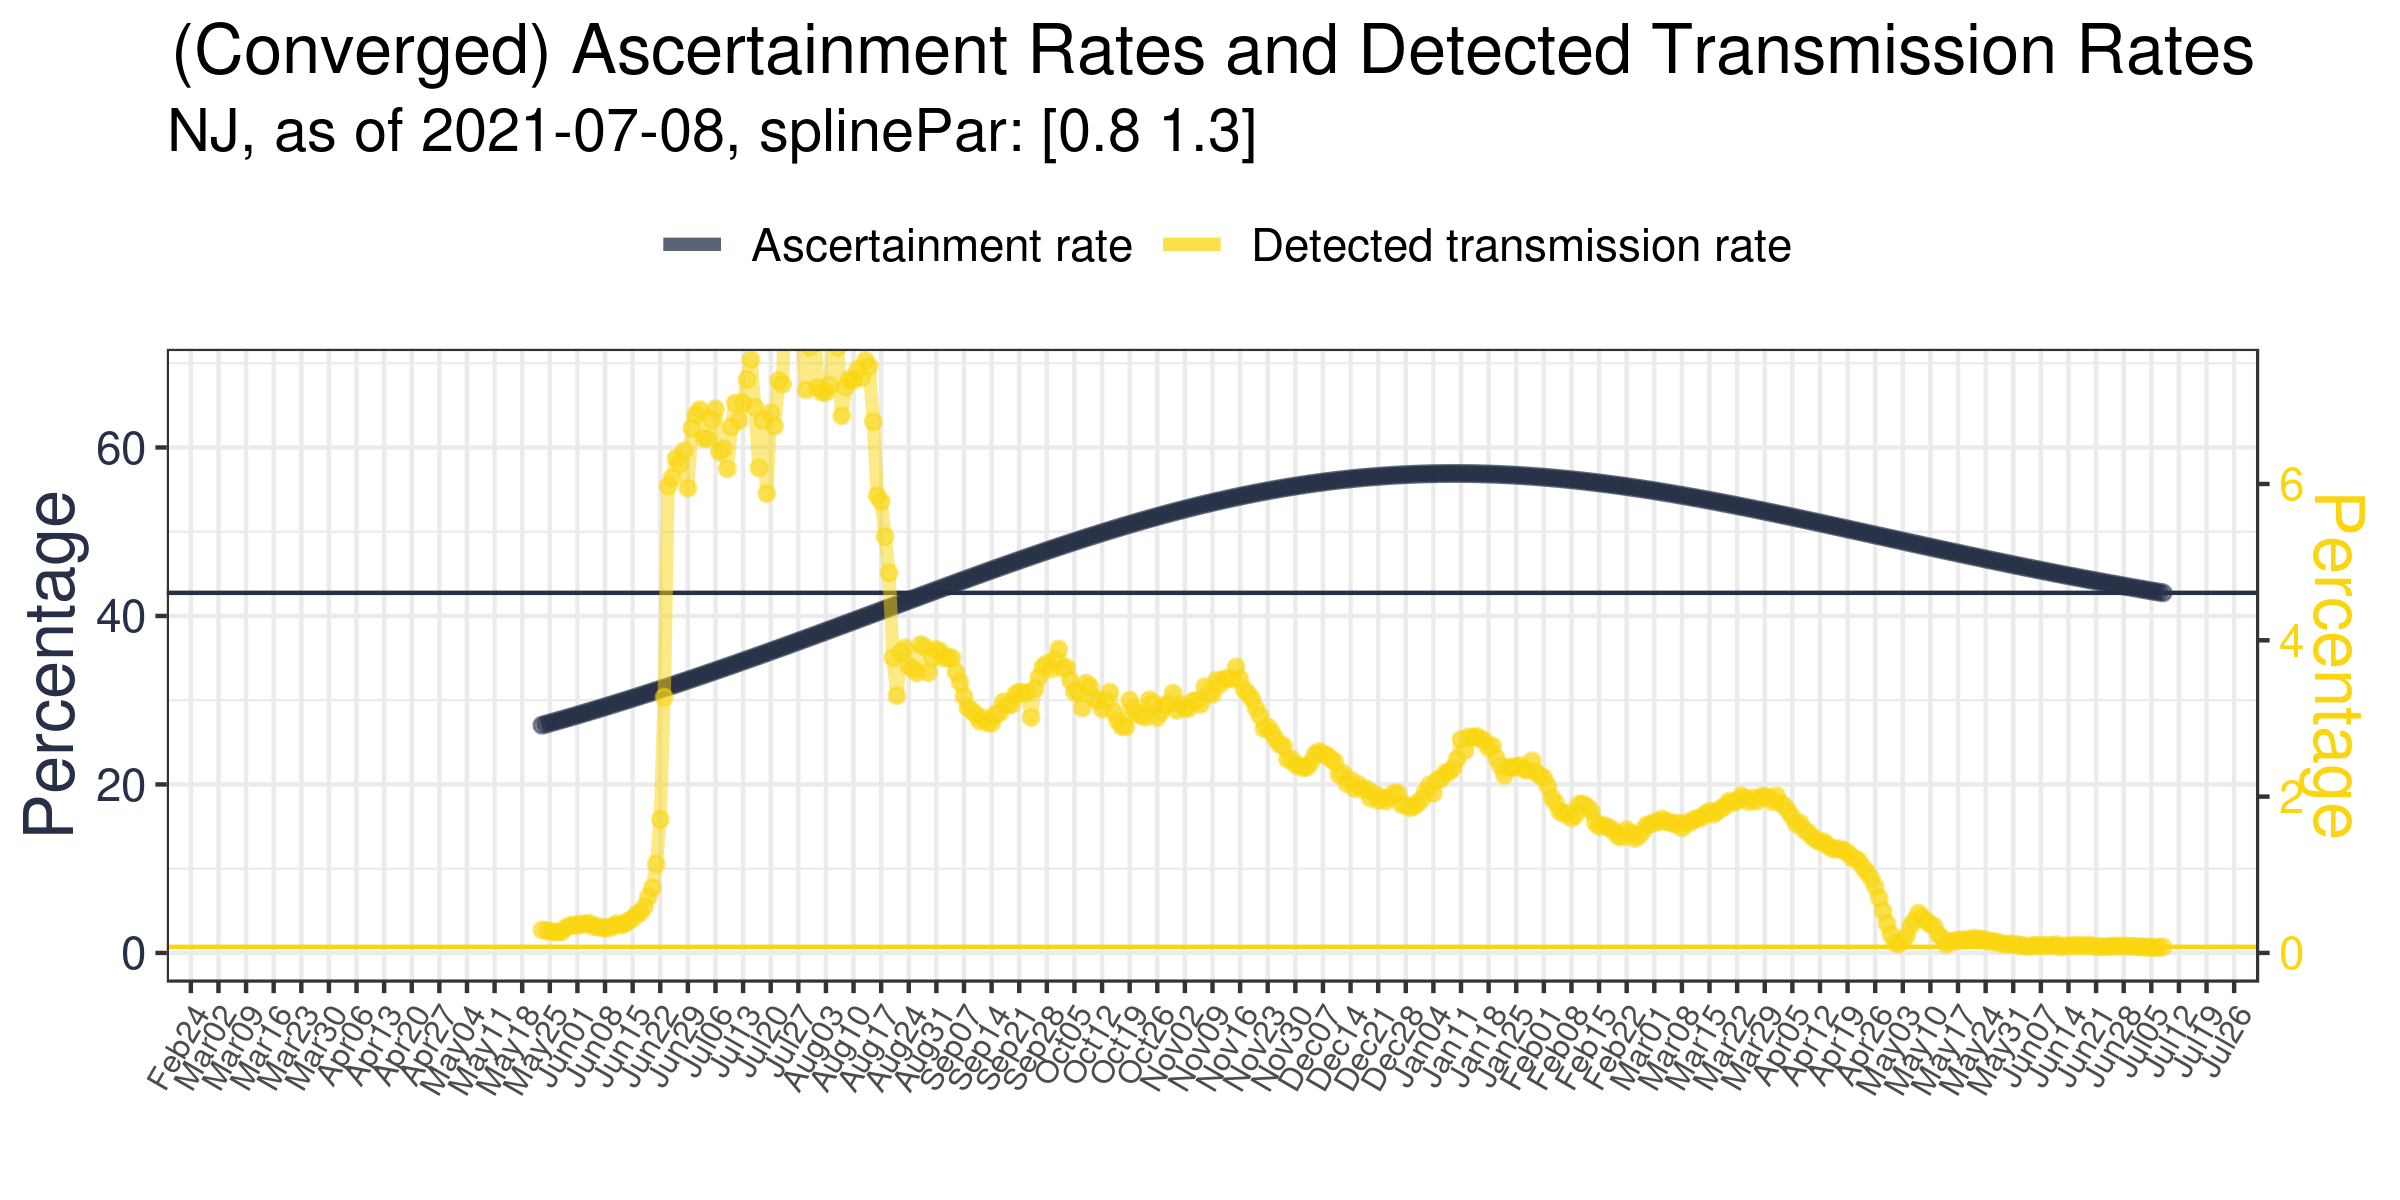 (Converged) Ascertainment Rates and Detected Transmission Rates
NJ, as of 2021-07-08, splinePar: [0.8 1.3]
Ascertainment rate
Detected transmission rate
Percentage
60
40
20
0
6
4
2
0
Percentage
Feb24
Mar02
Mar09
Mar16
Mar23
Mar30
Apr06
Apr13
Apr20
Apr27
May04
May11
May18
May25
Jun01
Jun08
Jun15
Jun22
Jun29
Jul06
Jul13
Jul20
Jul27
Aug03
Aug10
Aug17
Aug24
Aug31
Sep07
Sep14
Sep21
Sep28
Oct05
Oct12
Oct19
Oct26
Nov02
Nov09
Nov16
Nov23
Nov30
Dec07
Dec14
Dec21
Dec28
Jan04
Jan11
Jan18
Jan25
Feb01
Feb08
Feb15
Feb22
Mar01
Mar08
Mar15
Mar22
Mar29
Apr05
Apr12
Apr19
Apr26
May03
May10
May17
May24
May31
Jun07
Jun14
Jun21
Jun28
Jul05
Jul12
Jul19
Jul26